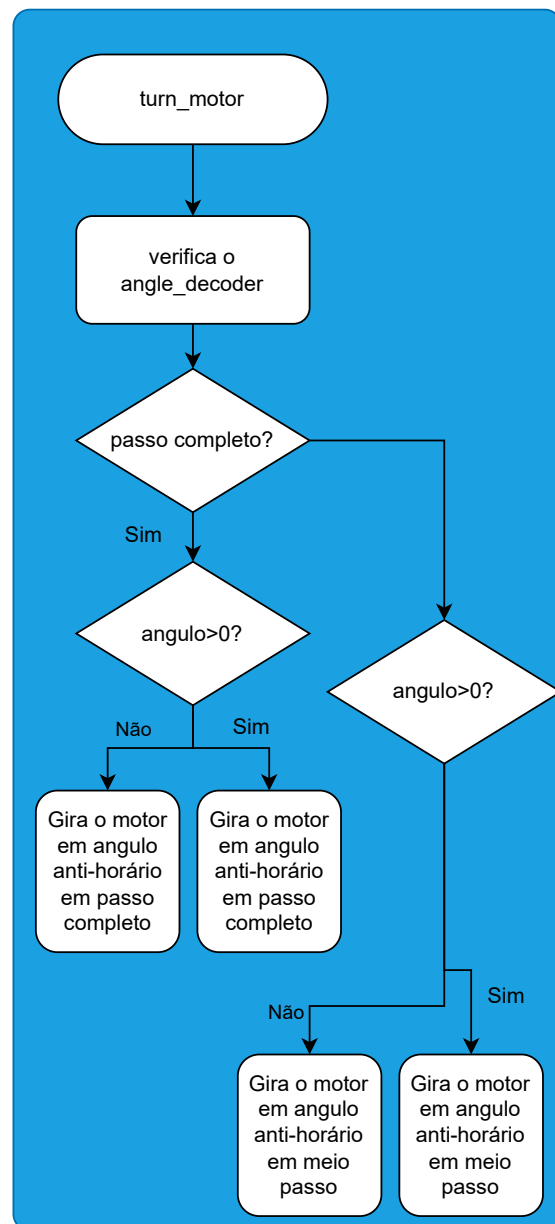 turn_motor
verifica o
angle_decoder
passo completo?
Sim
angulo>0?
angulo>0?
Não
Sim
Gira o motor
em angulo
anti-horário
em passo
completo
Gira o motor
em angulo
anti-horário
em passo
completo
Não
Sim
Gira o motor
em angulo
anti-horário
em meio
passo
Gira o motor
em angulo
anti-horário
em meio
passo